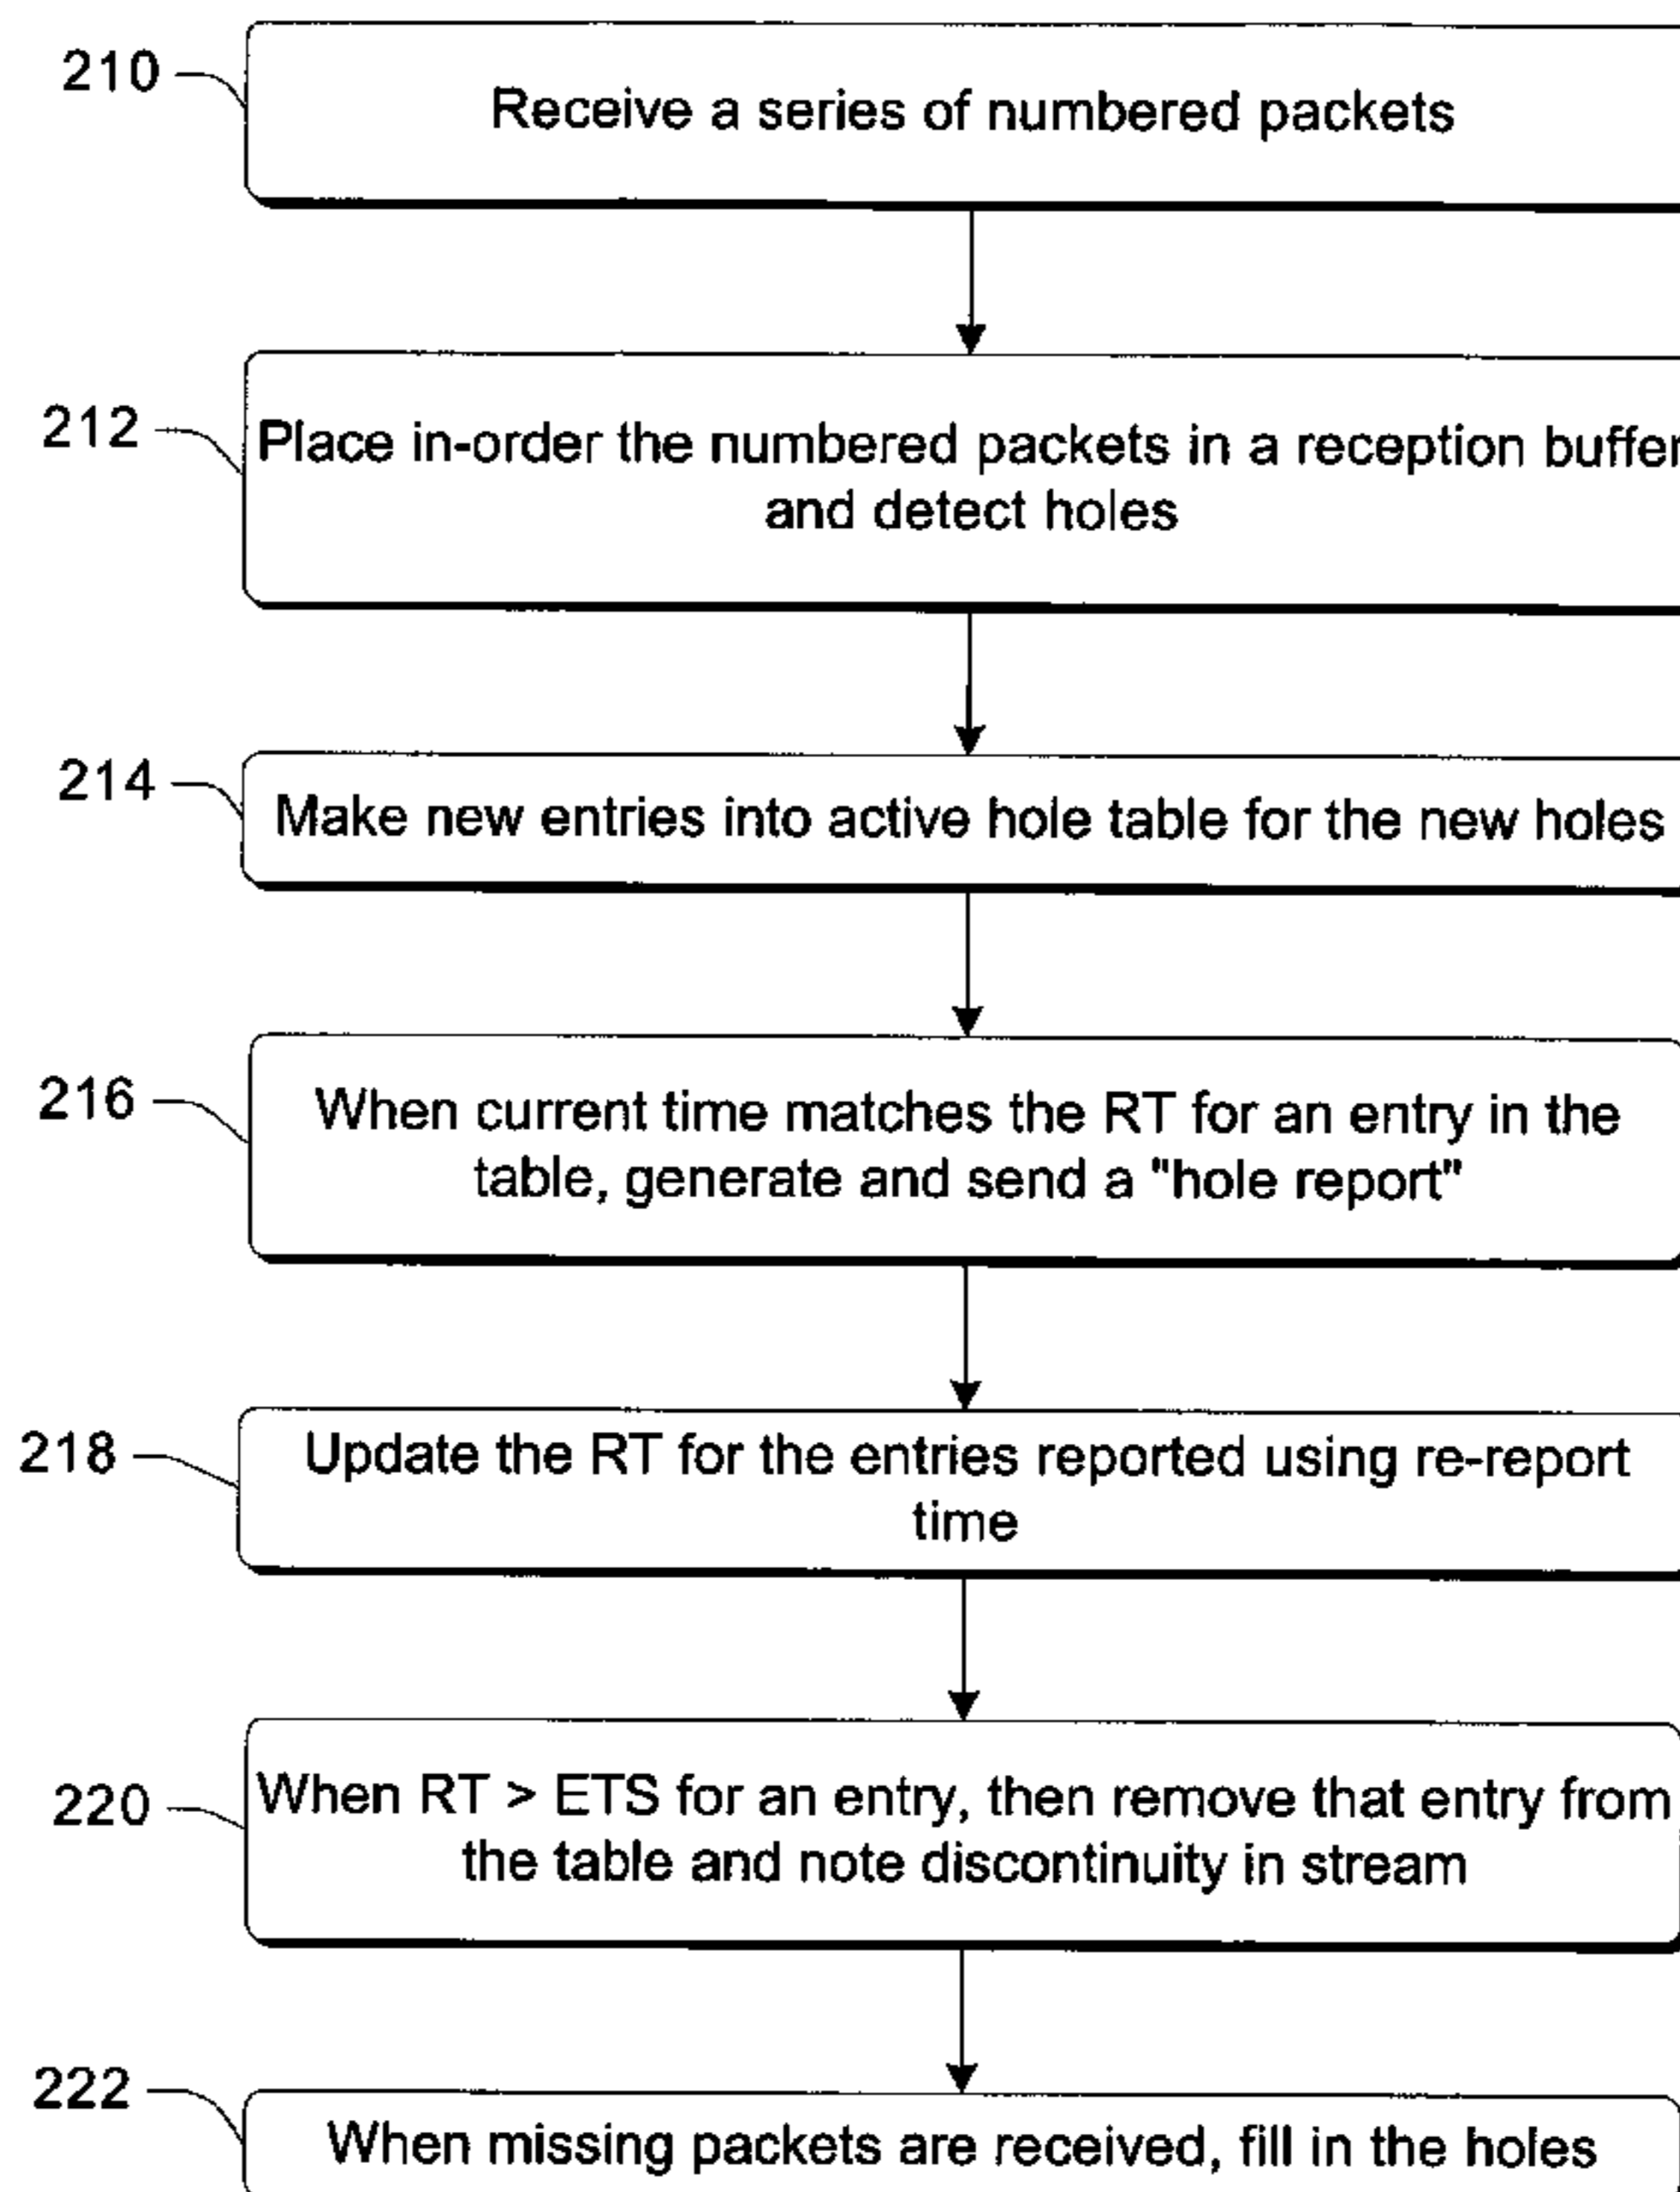 210
Receive a series of numbered packets
212
Place in-order the numbered packets in a reception buffer
and detect holes
214
Make new entries into active hole table for the new holes
216
When current time matches the RT for an entry in the
table, generate and send a "hole report"
218
Update the RT for the entries reported using re-report
time
220
When RT > ETS for an entry, then remove that entry from
the table and note discontinuity in stream
222
When missing packets are received, fill in the holes